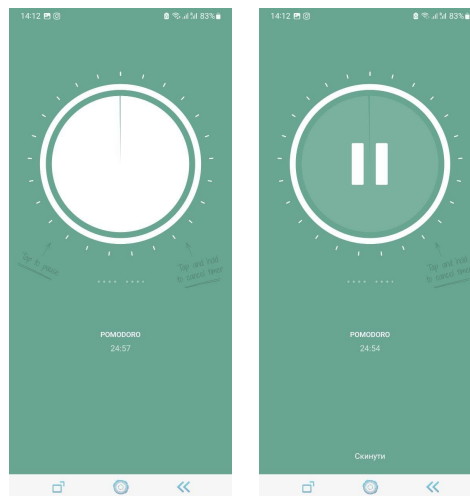 14:12
83%
Tap to pause
Tap and hold
to cancel timer
POMODORO
24:57
14:12
83%
Tap and hold
to cancel timer
POMODORO
24:54
Скинути